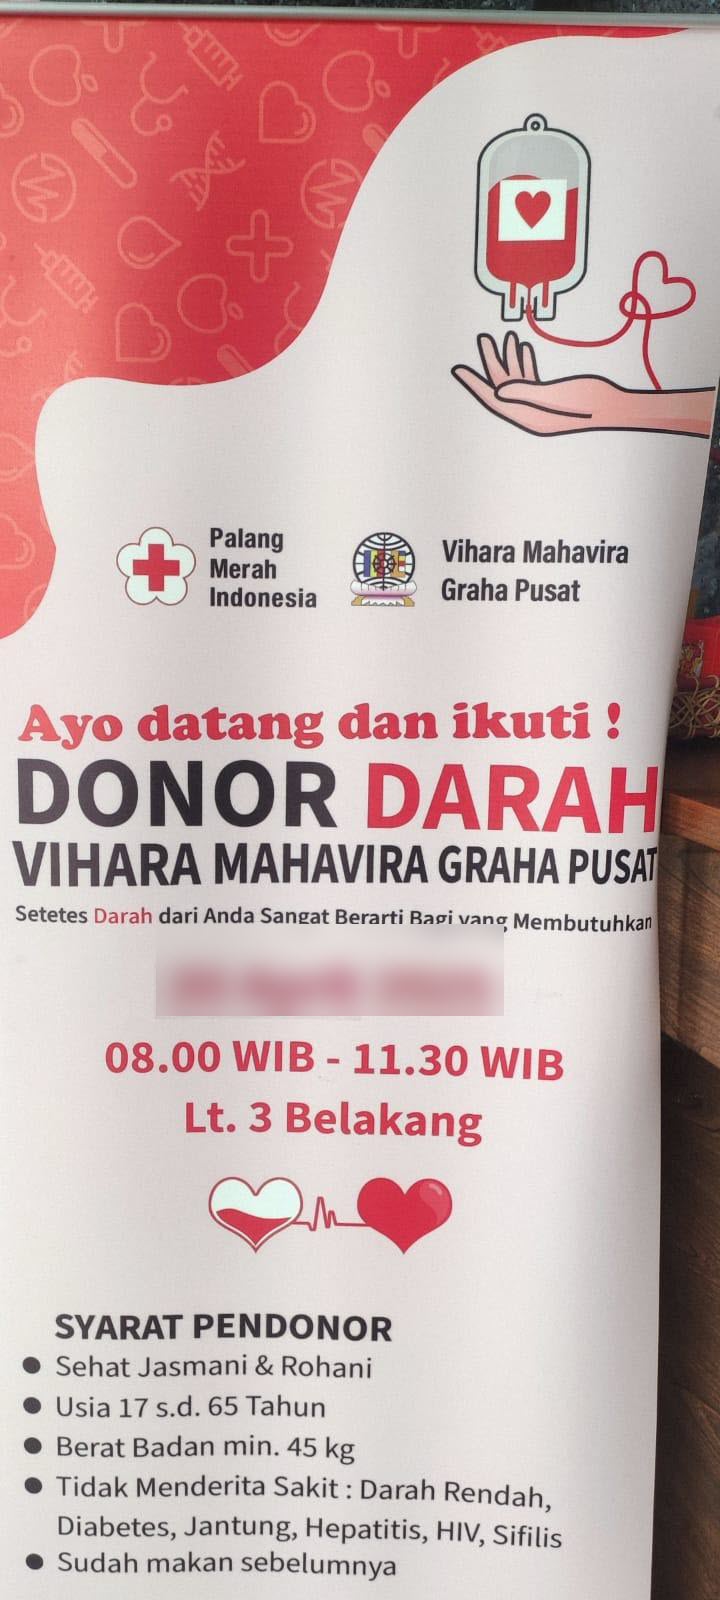 Palang
Merah
Indonesia
Vihara Mahavira
Graha Pusat
Ayo datang dan ikuti !
DONOR DARAH
VIHARA MAHAVIRA GRAHA PUSAT
Setetes Darah dari Anda Sangat Berarti Bagi yang Membutuhkan
08.00 WIB - 11.30 WIB
Lt. 3 Belakang
SYARAT PENDONOR
● Sehat Jasmani & Rohani
● Usia 17 s.d. 65 Tahun
● Berat Badan min. 45 kg
● Tidak Menderita Sakit : Darah Rendah,
Diabetes, Jantung, Hepatitis, HIV, Sifilis
● Sudah makan sebelumnya